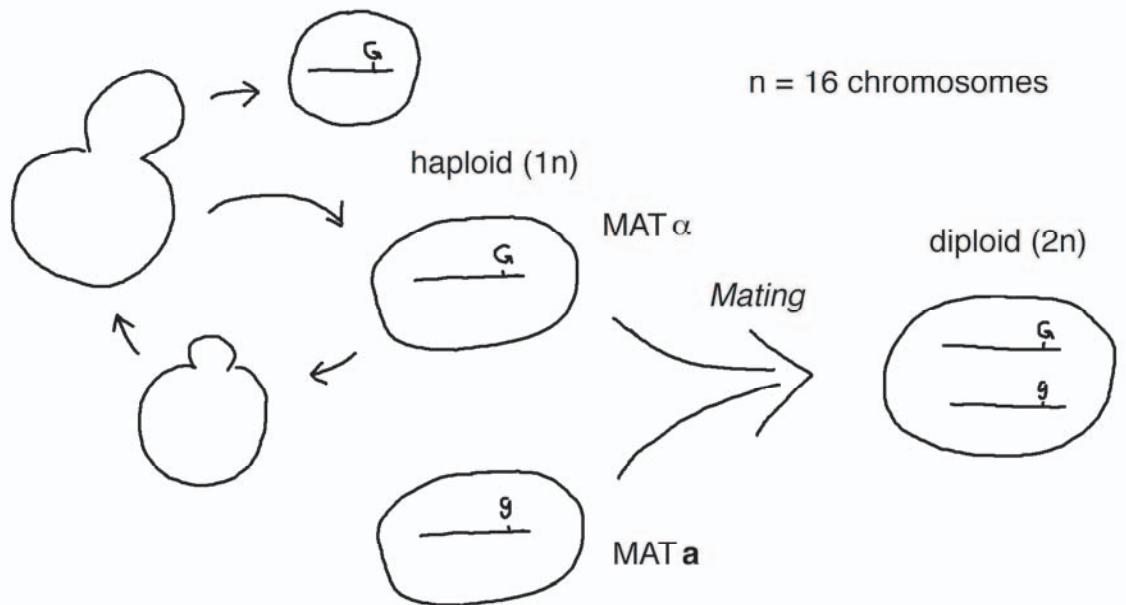 G
n = 16 chromosomes
haploid (1n)
MAT α
G
diploid (2n)
Mating
G
g
g
MAT a